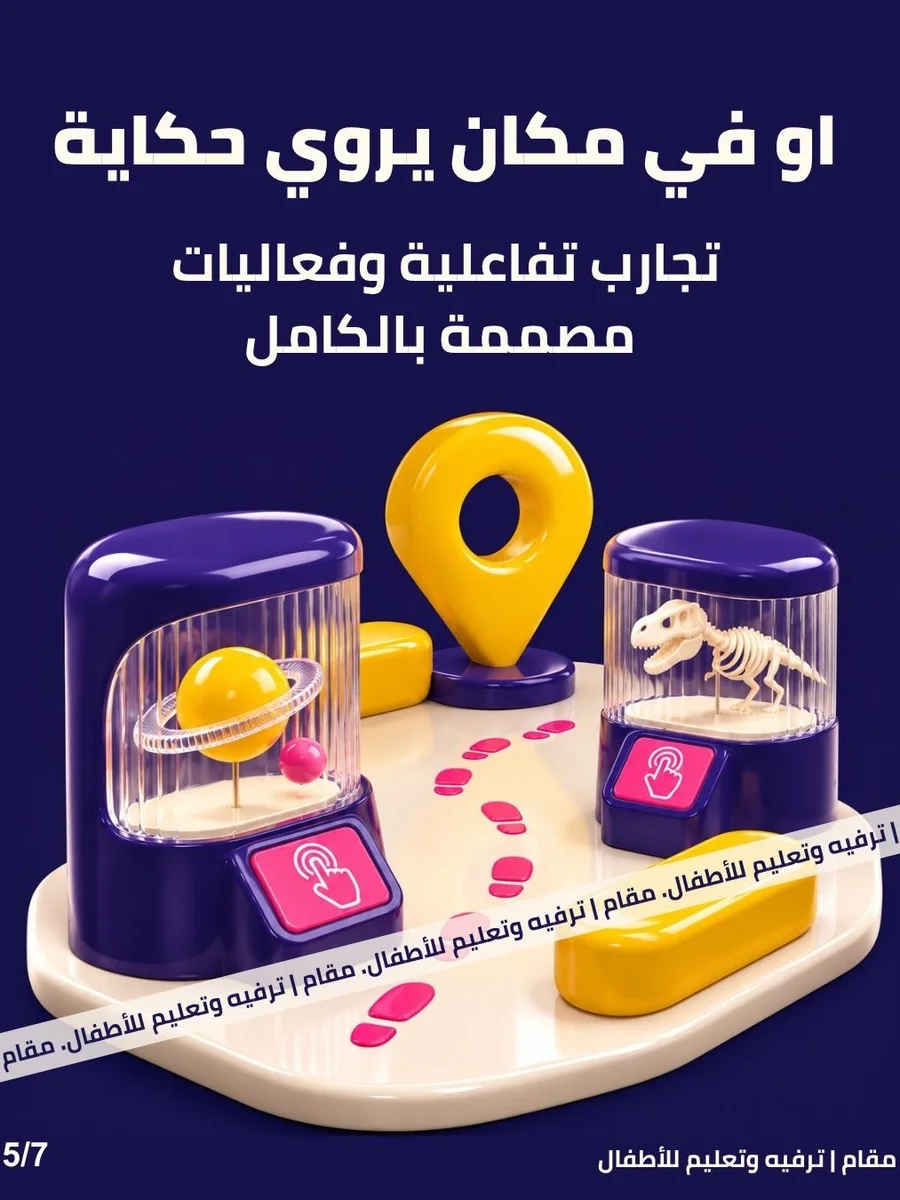 او في مكان يروي حكاية
تجارب تفاعلية وفعاليات
مصممة بالكامل
مقام | ترفيه وتعليم للأطفال. مقام | ترفيه وتعليم للأطفال. مقام | ترفيه وتعليم للأطفال.
5/7
مقام | ترفيه وتعليم للأطفال